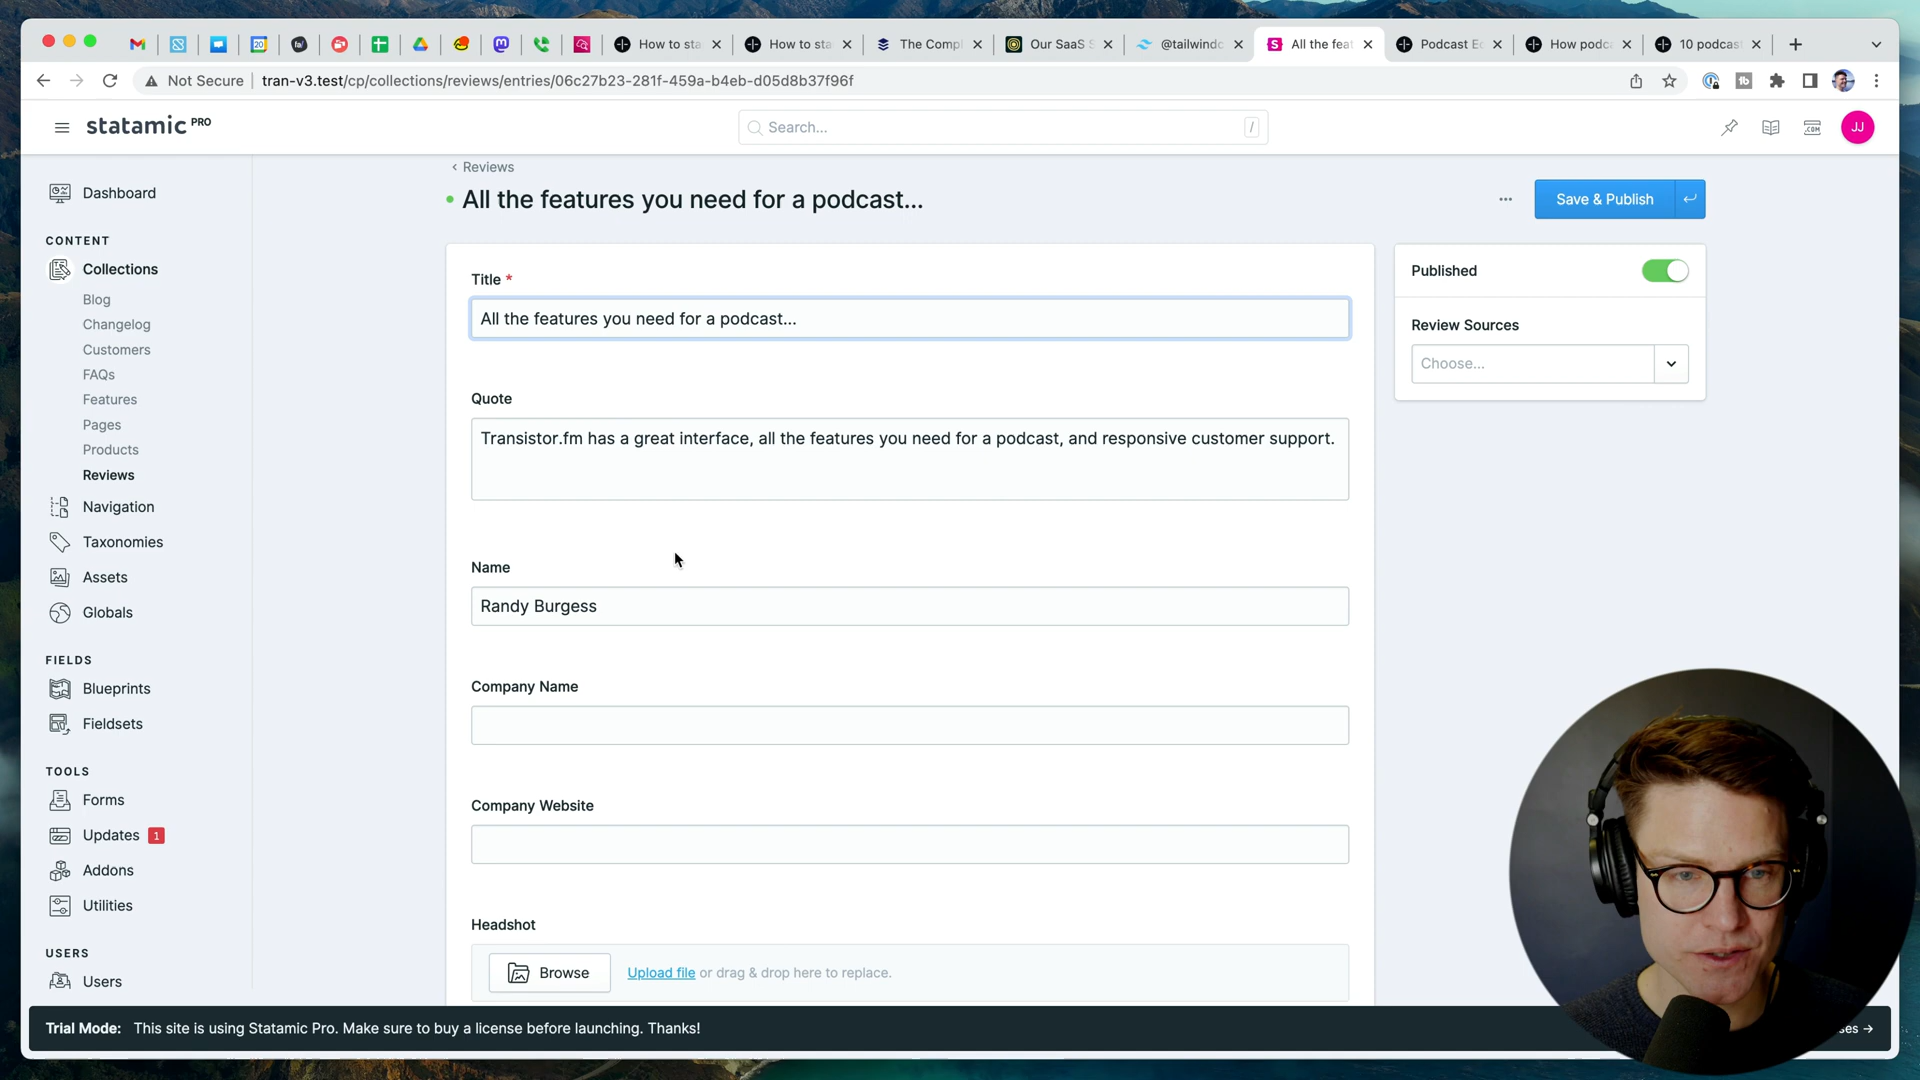 How to sta
How to sta
The Compl
Our SaaS S
@tailwindc
All the feat
Podcast Ed
How podca
10 podcast
Not Secure
tran-v3.test/cp/collections/reviews/entries/06c27b23-281f-459a-b4eb-d05d8b37f96f
statamic PRO
Search...
/
JJ
Dashboard
CONTENT
Collections
Blog
Changelog
Customers
FAQs
Features
Pages
Products
Reviews
Navigation
Taxonomies
Assets
Globals
FIELDS
Blueprints
Fieldsets
TOOLS
Forms
Updates 1
Addons
Utilities
USERS
Users
‹ Reviews
All the features you need for a podcast...
Save & Publish
Title *
All the features you need for a podcast...
Quote
Transistor.fm has a great interface, all the features you need for a podcast, and responsive customer support.
Name
Randy Burgess
Company Name
Company Website
Headshot
Browse
Upload file or drag & drop here to replace.
Published
Review Sources
Choose...
Trial Mode: This site is using Statamic Pro. Make sure to buy a license before launching. Thanks!
ses →